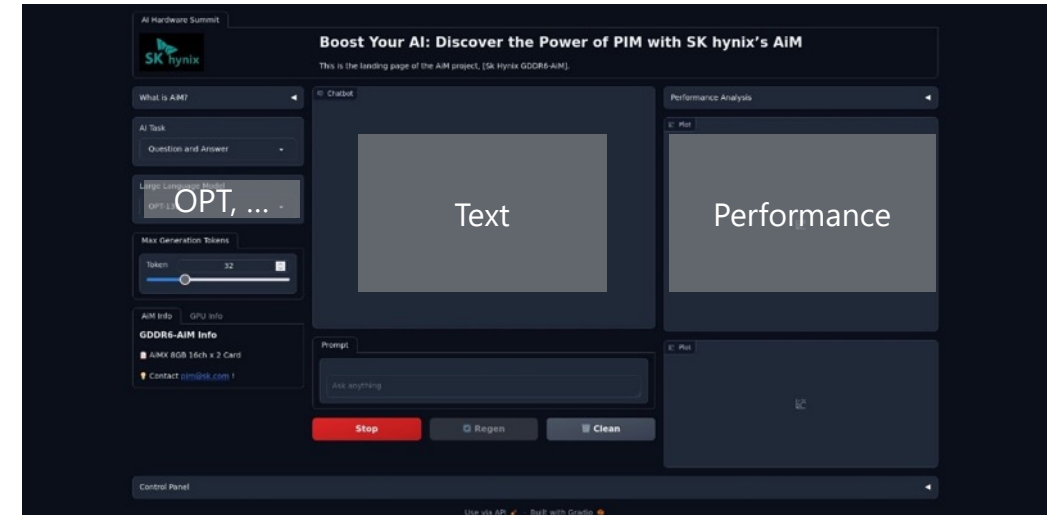 AI Hardware Summit
SK hynix
Boost Your AI: Discover the Power of PIM with SK hynix's AiM
This is the landing page of the AiM project, [Sk Hynix GDDR6-AiM].
What is AiM?
Chatbot
Performance Analysis
AI Task
Question and Answer
Plot
Large Language Model
OPT, ...
Text
Performance
Max Generation Tokens
Token 32
AiM Info GPU Info
GDDR6-AiM Info
AiMX 8GB 16ch x 2 Card
Contact pim@sk.com !
Prompt
Ask anything
Plot
Stop Regen Clean
Control Panel
Use via API · Built with Gradio